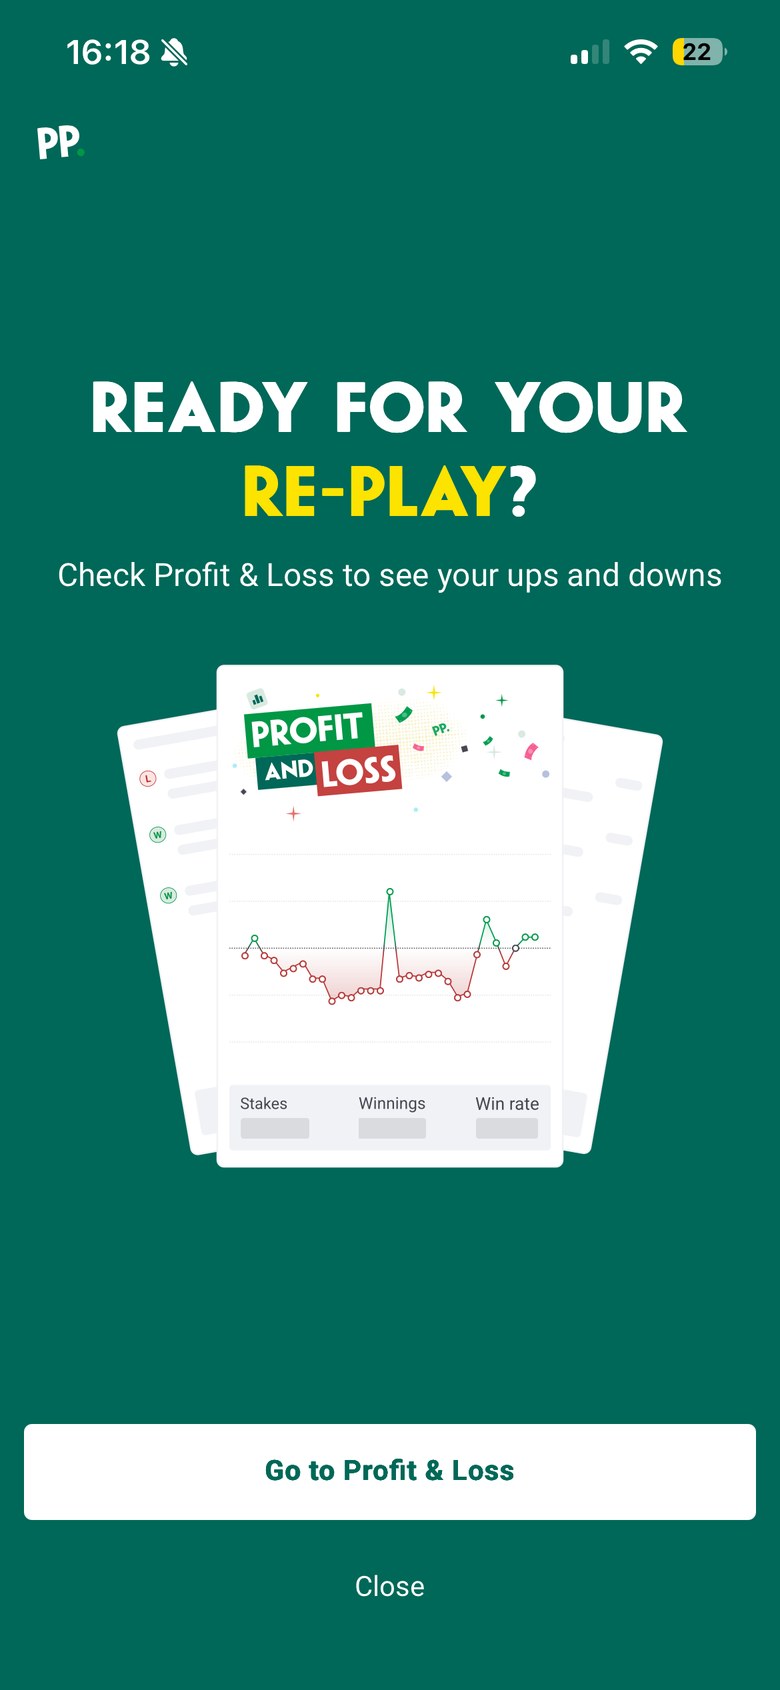 16:18
22
PP.
READY FOR YOUR
RE-PLAY?
Check Profit & Loss to see your ups and downs
PROFIT
AND LOSS
PP.
L
W
W
Stakes Winnings Win rate
Go to Profit & Loss
Close